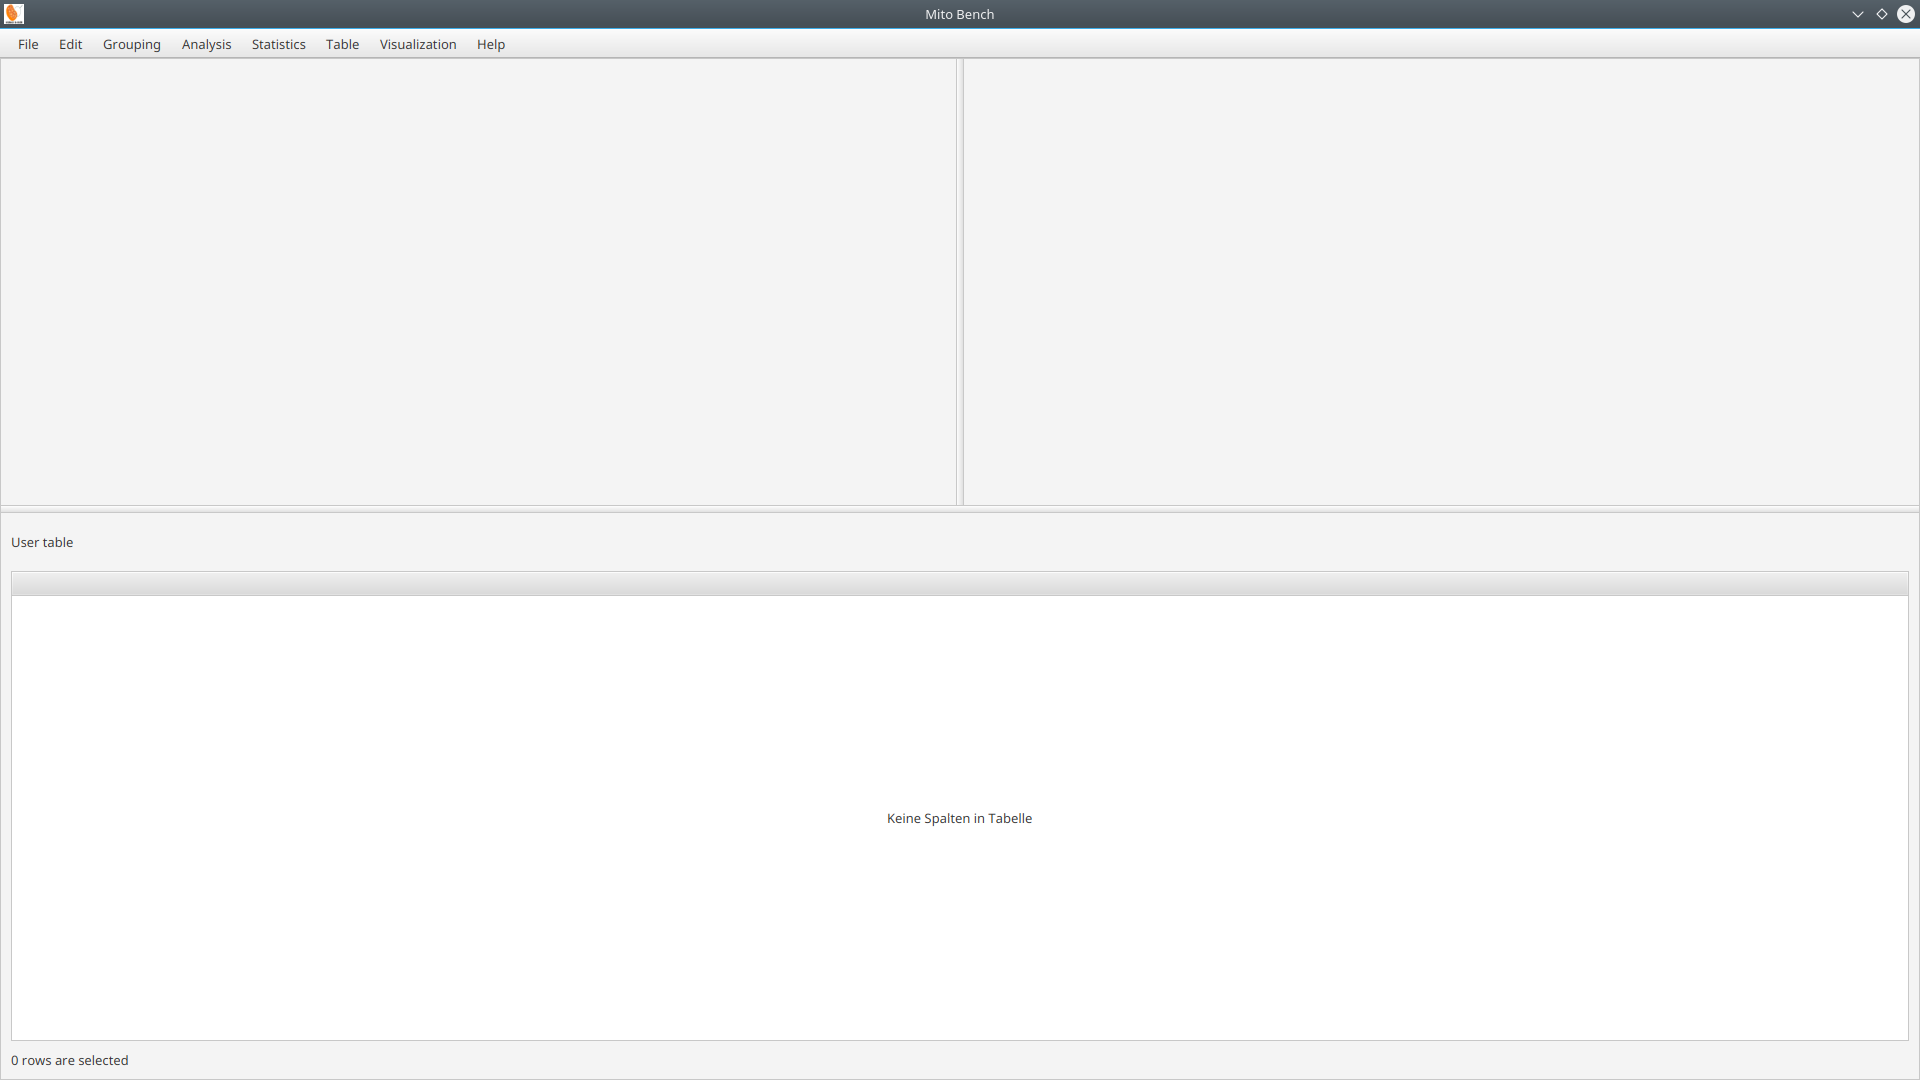 Mito Bench
File Edit Grouping Analysis Statistics Table Visualization Help
User table
Keine Spalten in Tabelle
0 rows are selected